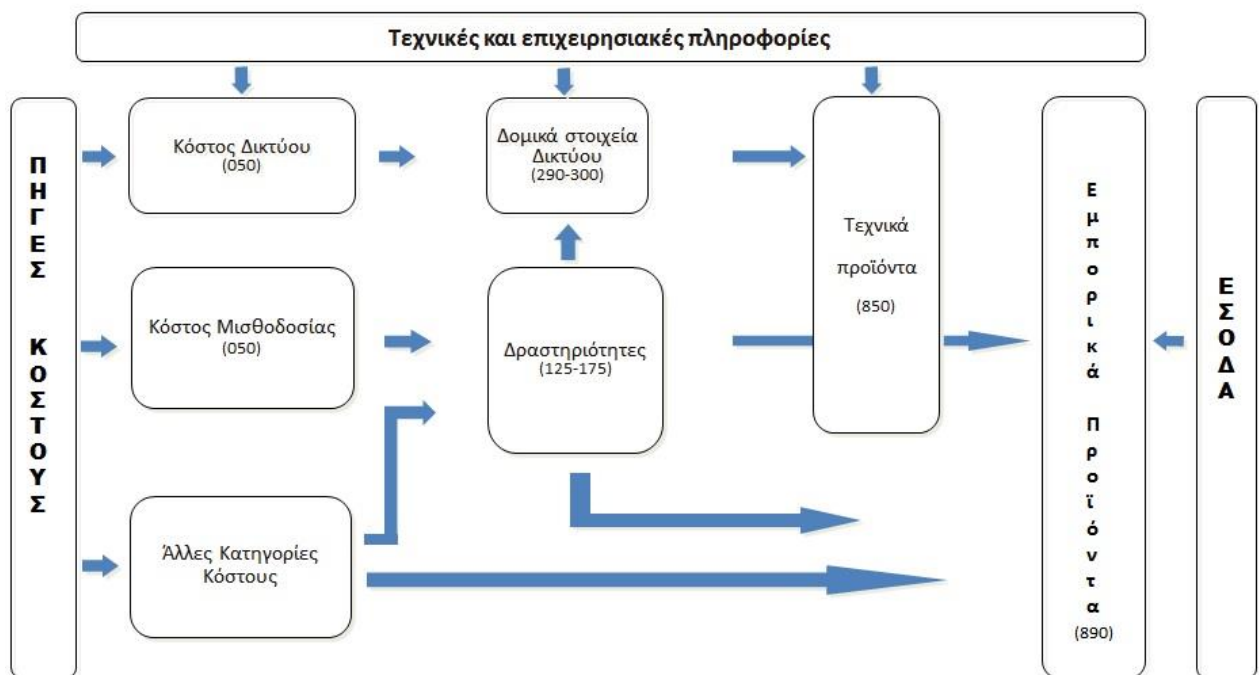 Τεχνικές και επιχειρησιακές πληροφορίες
ΠΗΓΕΣ ΚΟΣΤΟΥΣ
Κόστος Δικτύου
(050)
Δομικά στοιχεία
Δικτύου
(290-300)
Τεχνικά
προϊόντα
(850)
Κόστος Μισθοδοσίας
(050)
Δραστηριότητες
(125-175)
Άλλες Κατηγορίες
Κόστους
Εμπορικά Προϊόντα
(890)
ΕΣΟΔΑ